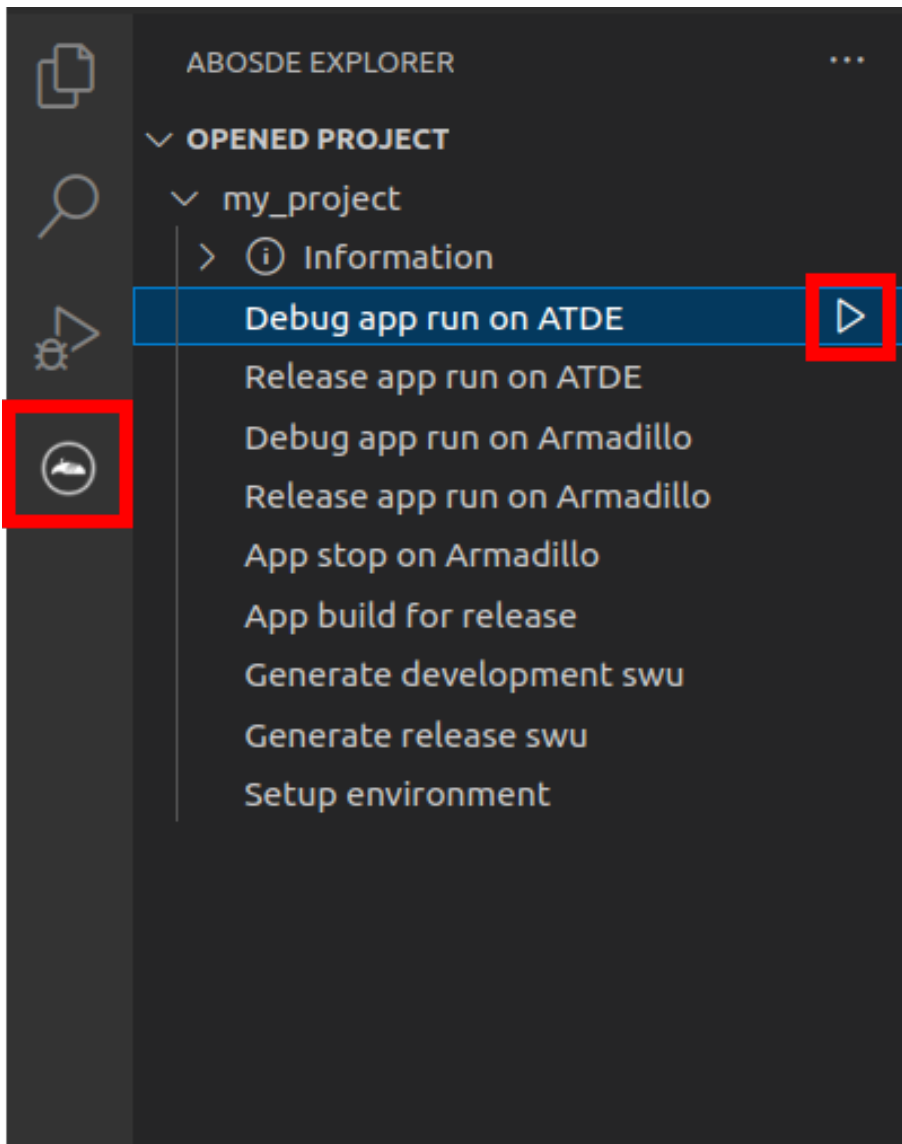 ABOSDE EXPLORER
OPENED PROJECT
my_project
Information
Debug app run on ATDE
Release app run on ATDE
Debug app run on Armadillo
Release app run on Armadillo
App stop on Armadillo
App build for release
Generate development swu
Generate release swu
Setup environment